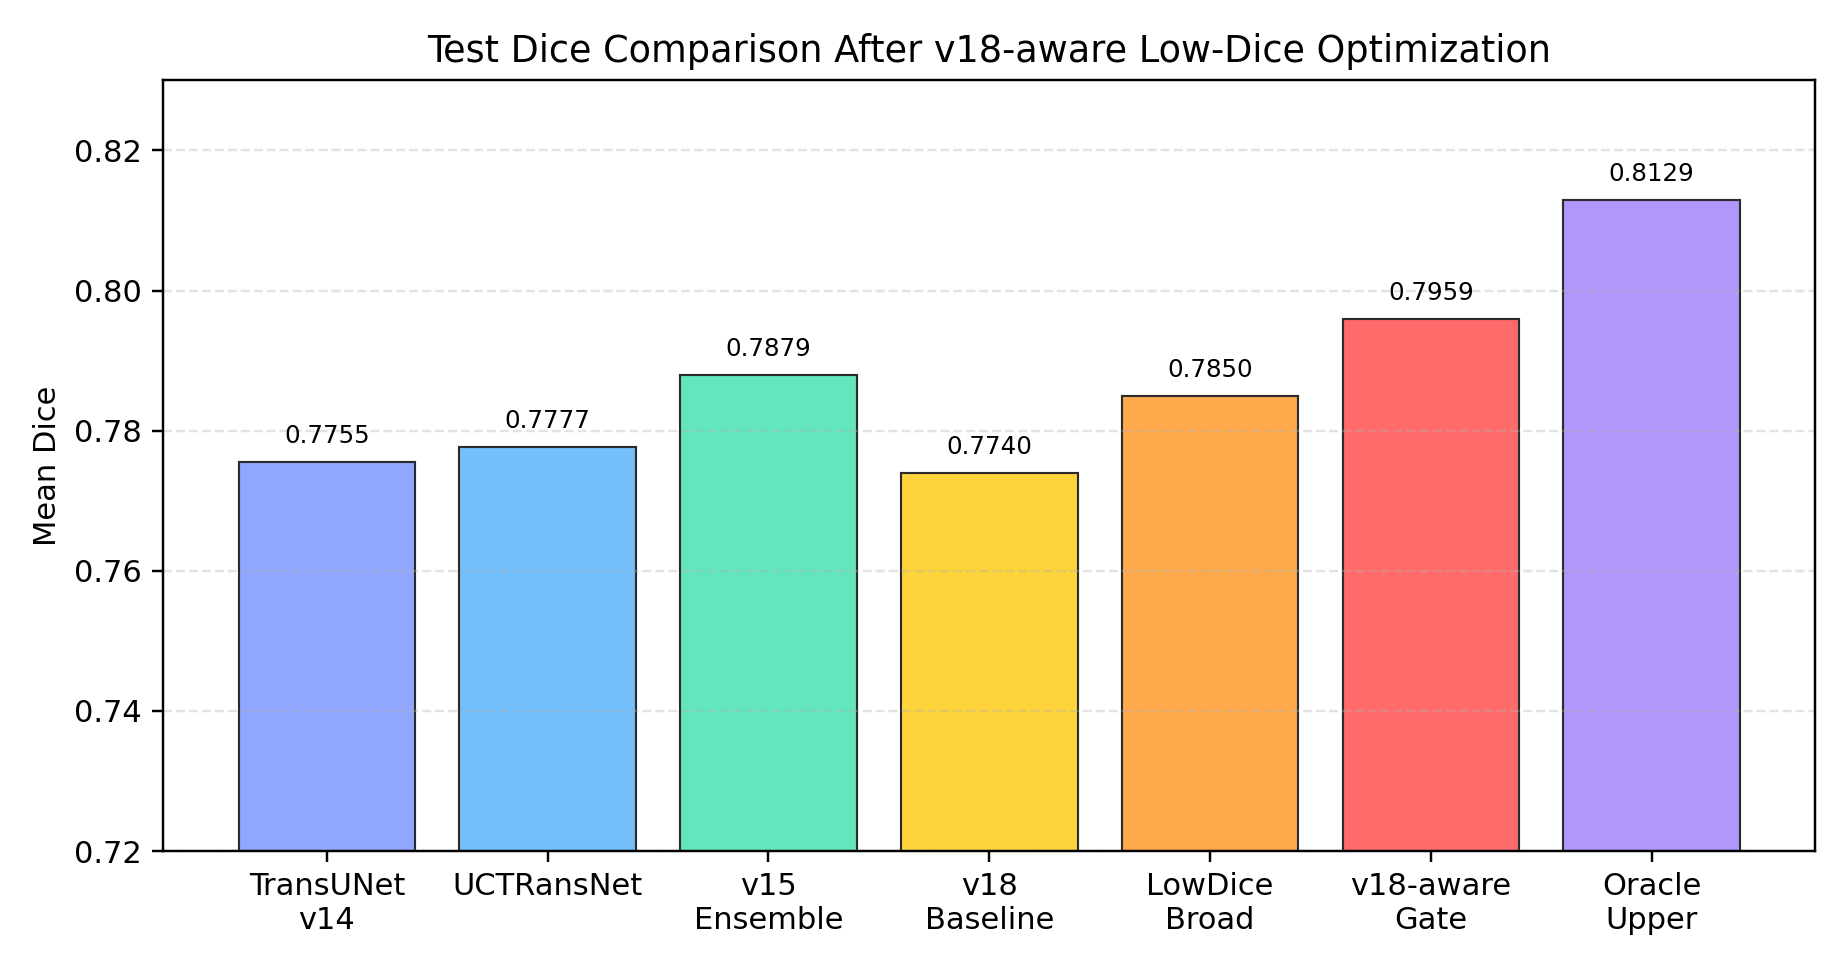 Test Dice Comparison After v18-aware Low-Dice Optimization
Mean Dice
0.82
0.80
0.78
0.76
0.74
0.72
0.7755
0.7777
0.7879
0.7740
0.7850
0.7959
0.8129
TransUNet
v14
UCTRansNet
v15
Ensemble
v18
Baseline
LowDice
Broad
v18-aware
Gate
Oracle
Upper